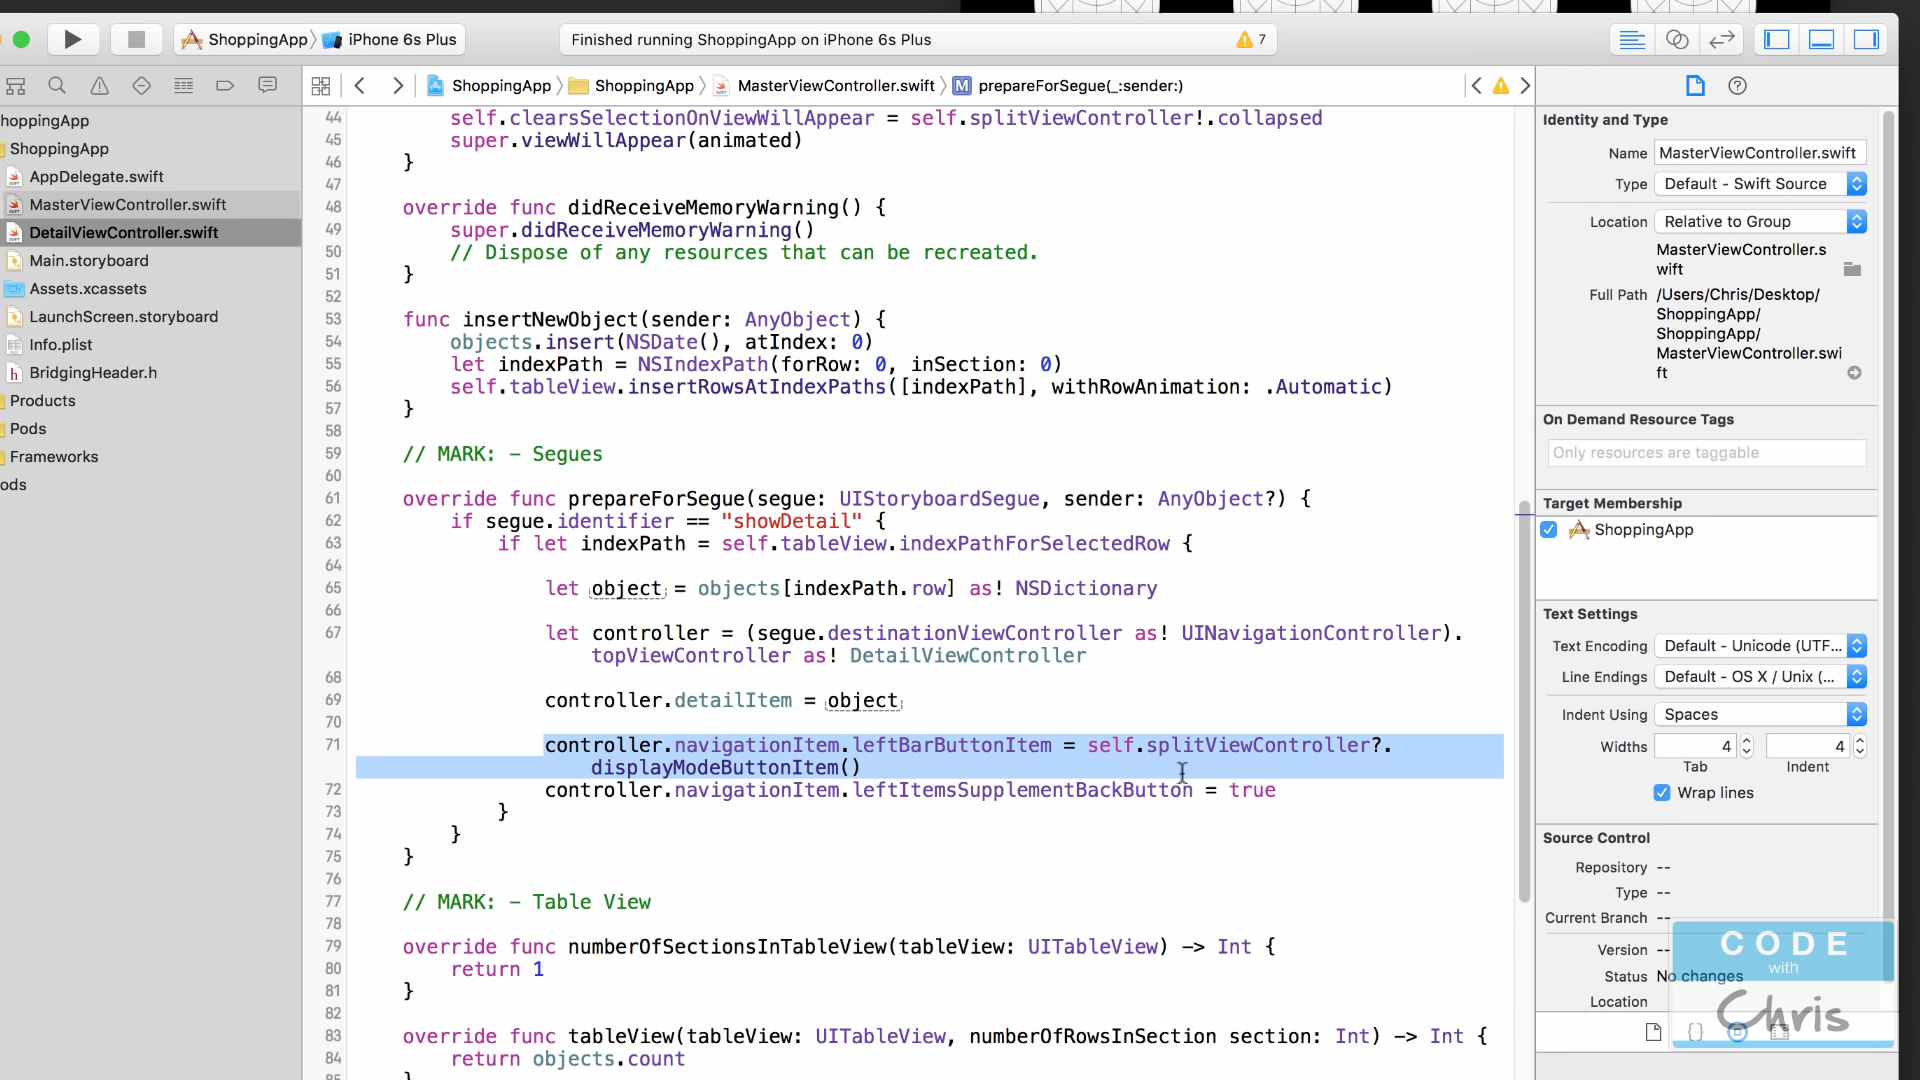 ShoppingApp
iPhone 6s Plus
Finished running ShoppingApp on iPhone 6s Plus
7
ShoppingApp
ShoppingApp
MasterViewController.swift
M
prepareForSegue(_:sender:)
hoppingApp
ShoppingApp
AppDelegate.swift
MasterViewController.swift
DetailViewController.swift
Main.storyboard
Assets.xcassets
LaunchScreen.storyboard
Info.plist
h BridgingHeader.h
Products
Pods
Frameworks
ods
44 self.clearsSelectionOnViewWillAppear = self.splitViewController!.collapsed
45 super.viewWillAppear(animated)
46 }
47
48 override func didReceiveMemoryWarning() {
49 super.didReceiveMemoryWarning()
50 // Dispose of any resources that can be recreated.
51 }
52
53 func insertNewObject(sender: AnyObject) {
54 objects.insert(NSDate(), atIndex: 0)
55 let indexPath = NSIndexPath(forRow: 0, inSection: 0)
56 self.tableView.insertRowsAtIndexPaths([indexPath], withRowAnimation: .Automatic)
57 }
58
59 // MARK: - Segues
60
61 override func prepareForSegue(segue: UIStoryboardSegue, sender: AnyObject?) {
62 if segue.identifier == "showDetail" {
63 if let indexPath = self.tableView.indexPathForSelectedRow {
64
65 let object = objects[indexPath.row] as! NSDictionary
66
67 let controller = (segue.destinationViewController as! UINavigationController).
topViewController as! DetailViewController
68
69 controller.detailItem = object
70
71 controller.navigationItem.leftBarButtonItem = self.splitViewController?.
displayModeButtonItem()
72 controller.navigationItem.leftItemsSupplementBackButton = true
73 }
74 }
75 }
76
77 // MARK: - Table View
78
79 override func numberOfSectionsInTableView(tableView: UITableView) -> Int {
80 return 1
81 }
82
83 override func tableView(tableView: UITableView, numberOfRowsInSection section: Int) -> Int {
84 return objects.count
85 }
Identity and Type
Name MasterViewController.swift
Type Default - Swift Source
Location Relative to Group
MasterViewController.s
wift
Full Path /Users/Chris/Desktop/
ShoppingApp/
ShoppingApp/
MasterViewController.swi
ft
On Demand Resource Tags
Only resources are taggable
Target Membership
ShoppingApp
Text Settings
Text Encoding Default - Unicode (UTF...
Line Endings Default - OS X / Unix (...
Indent Using Spaces
Widths 4 4
Tab Indent
Wrap lines
Source Control
Repository --
Type --
Current Branch --
Version --
Status No changes
Location
CODE
with
Chris